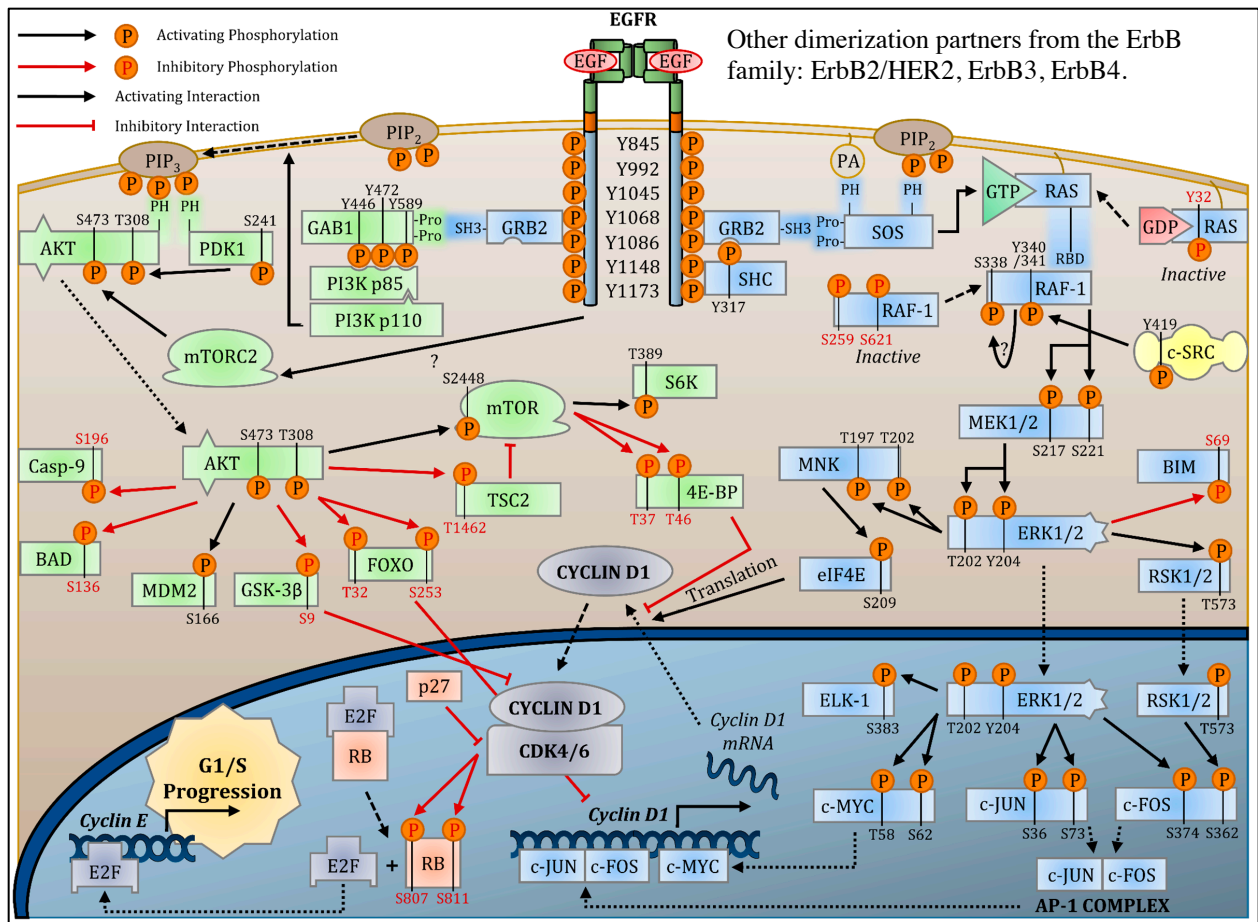 EGFR
EGF
EGF
Other dimerization partners from the ErbB
family: ErbB2/HER2, ErbB3, ErbB4.
P Activating Phosphorylation
P Inhibitory Phosphorylation
Activating Interaction
Inhibitory Interaction
PIP3
P P P
PH PH
PIP2
P P
S473 T308
AKT
P P
S241
PDK1
P
Y472
Y446 Y589
GAB1
P P P
PI3K p85
PI3K p110
-Pro
-Pro
SH3-
GRB2
P Y845 P
P Y992 P
P Y1045 P
P Y1068 P
P Y1086 P
P Y1148 P
P Y1173 P
GRB2
-SH3
Pro-
Pro-
P
SHC
Y317
PA
PH
PIP2
P P
PH
SOS
GTP
RAS
RBD
GDP
Y32
RAS
P
Inactive
P P
RAF-1
S259 S621
Inactive
Y340
S338 /341
RAF-1
P P
?
Y419
c-SRC
P
mTORC2
?
S2448
mTOR
P
T389
S6K
P
P P
MEK1/2
S217 S221
S196
Casp-9
P
S473 T308
AKT
P P
P
TSC2
T1462
P P
4E-BP
T37 T46
T197 T202
MNK
P P
P P
ERK1/2
T202 Y204
S69
BIM
P
P
BAD
S136
P
MDM2
S166
P
GSK-3β
S9
P P
FOXO
T32 S253
CYCLIN D1
Translation
P
eIF4E
S209
P
RSK1/2
T573
p27
CYCLIN D1
CDK4/6
E2F
RB
G1/S
Progression
Cyclin E
E2F
E2F
+
P P
RB
S807 S811
Cyclin D1
mRNA
Cyclin D1
c-JUN c-FOS
c-MYC
P
ELK-1
S383
P P
ERK1/2
T202 Y204
P
RSK1/2
T573
P P
c-MYC
T58 S62
P P
c-JUN
S36 S73
P P
c-FOS
S374 S362
c-JUN c-FOS
AP-1 COMPLEX